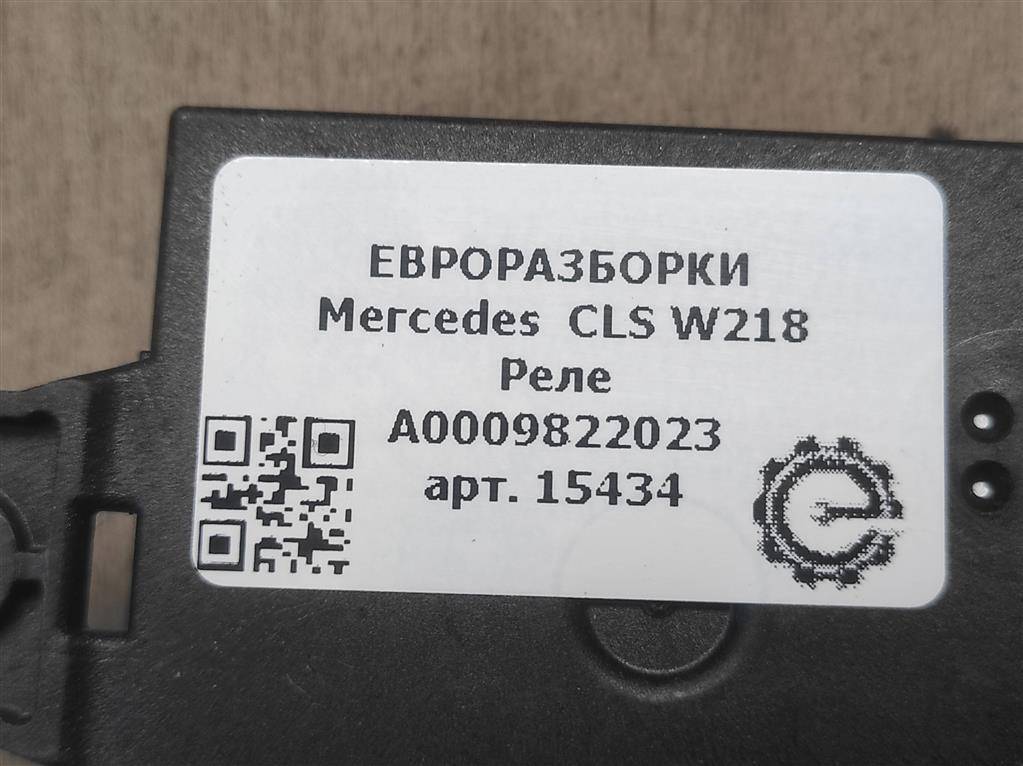 ЕВРОРАЗБОРКИ
Mercedes CLS W218
Реле
A0009822023
арт. 15434